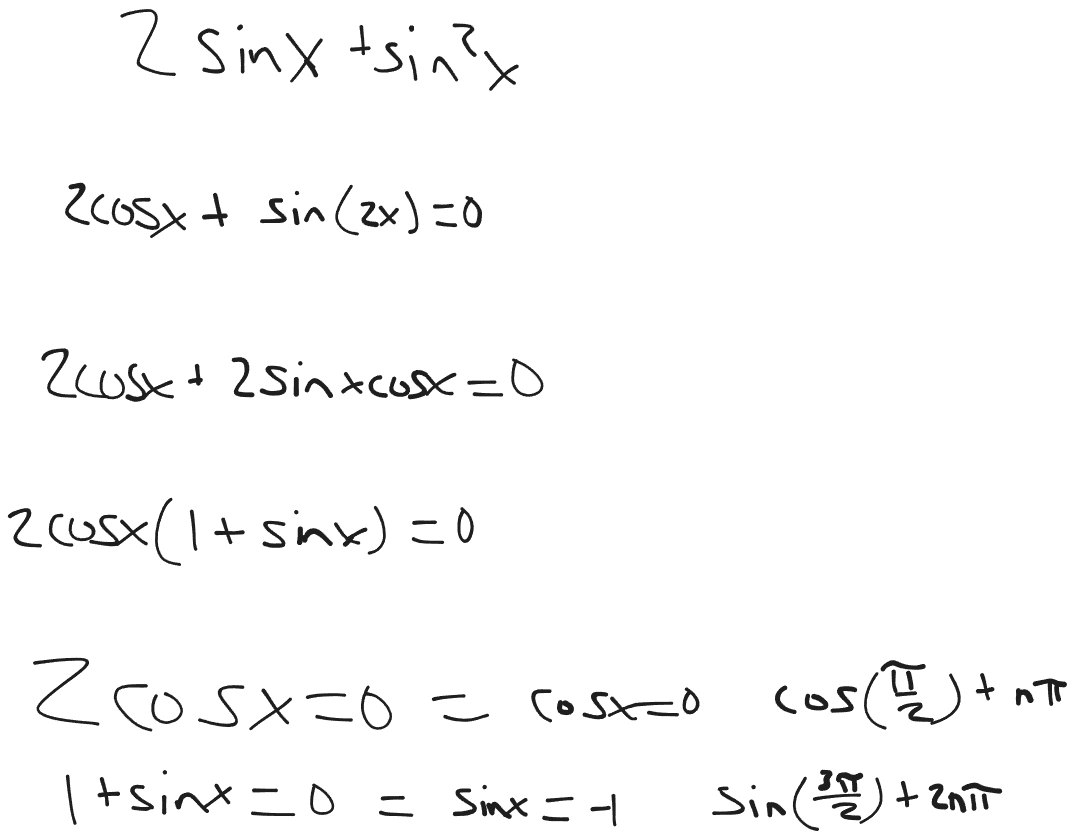 2 sinx + sin²x
2cosx + sin(2x) = 0
2cosx + 2sinxcosx = 0
2cosx(1 + sinx) = 0
2cosx = 0 = cosx = 0 cos(π/2) + nπ
1 + sinx = 0 = sinx = -1 sin(3π/2) + 2nπ